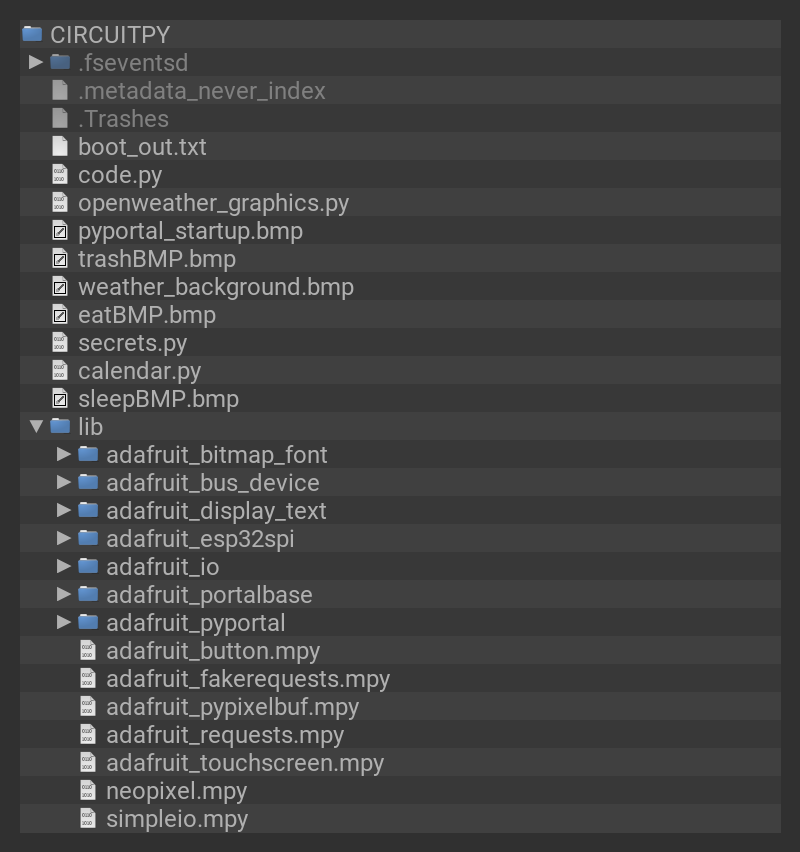 CIRCUITPY
.fseventsd
.metadata_never_index
.Trashes
boot_out.txt
code.py
openweather_graphics.py
pyportal_startup.bmp
trashBMP.bmp
weather_background.bmp
eatBMP.bmp
secrets.py
calendar.py
sleepBMP.bmp
lib
adafruit_bitmap_font
adafruit_bus_device
adafruit_display_text
adafruit_esp32spi
adafruit_io
adafruit_portalbase
adafruit_pyportal
adafruit_button.mpy
adafruit_fakerequests.mpy
adafruit_pypixelbuf.mpy
adafruit_requests.mpy
adafruit_touchscreen.mpy
neopixel.mpy
simpleio.mpy